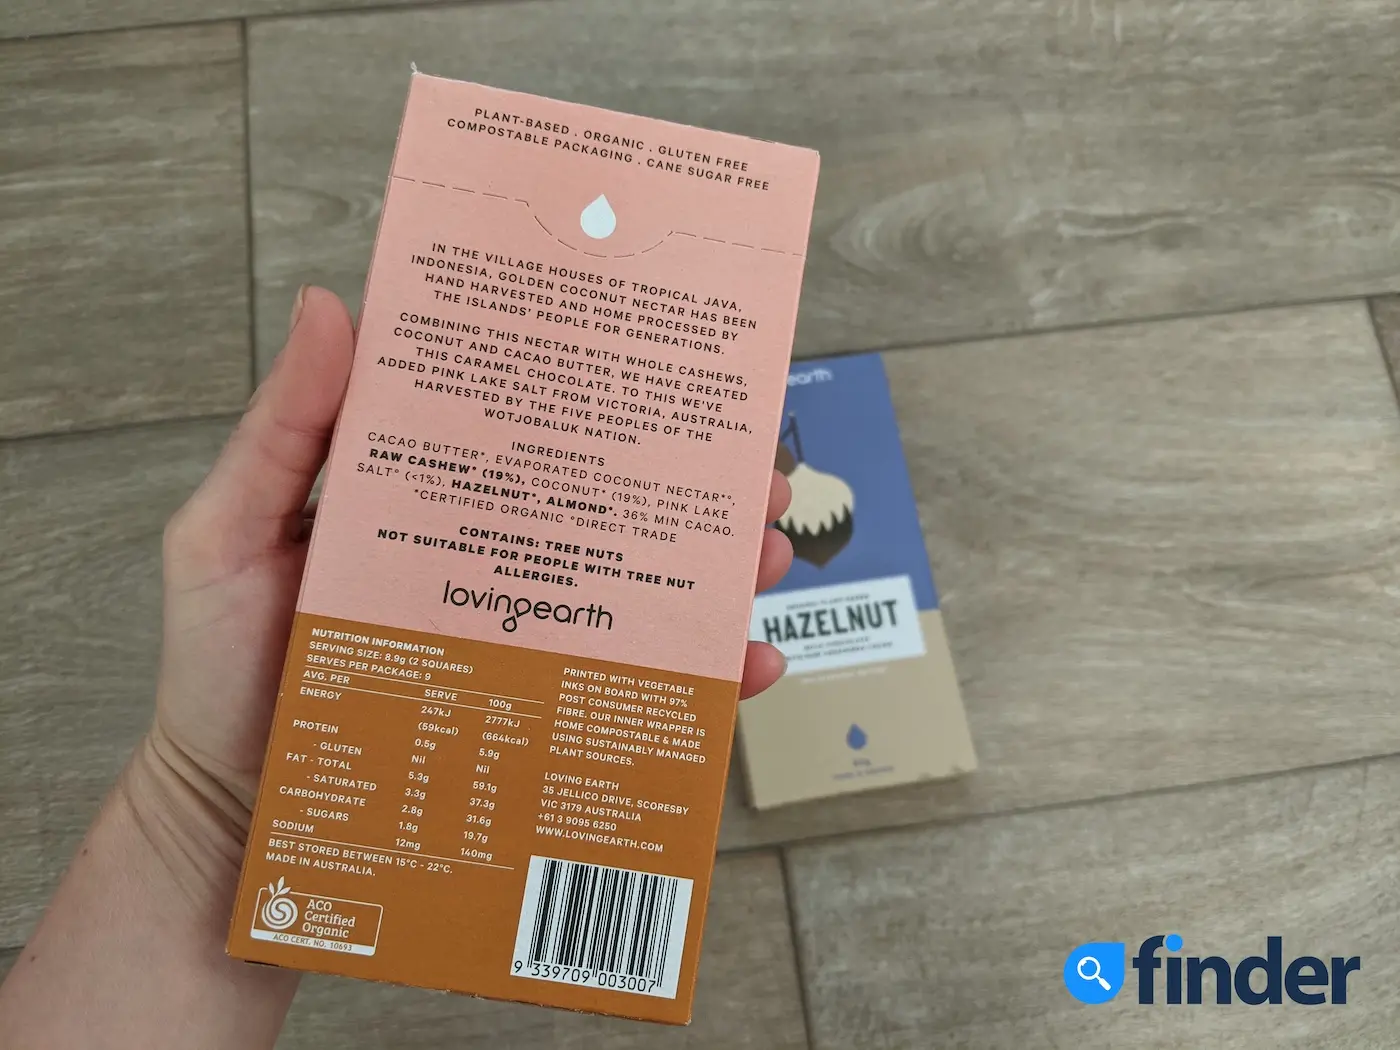 PLANT-BASED . ORGANIC . GLUTEN FREE
COMPOSTABLE PACKAGING . CANE SUGAR FREE
IN THE VILLAGE HOUSES OF TROPICAL JAVA,
INDONESIA, GOLDEN COCONUT NECTAR HAS BEEN
HAND HARVESTED AND HOME PROCESSED BY
THE ISLANDS' PEOPLE FOR GENERATIONS.
COMBINING THIS NECTAR WITH WHOLE CASHEWS,
COCONUT AND CACAO BUTTER, WE HAVE CREATED
THIS CARAMEL CHOCOLATE. TO THIS WE'VE
ADDED PINK LAKE SALT FROM VICTORIA, AUSTRALIA,
HARVESTED BY THE FIVE PEOPLES OF THE
WOTJOBALUK NATION.
INGREDIENTS
CACAO BUTTER*, EVAPORATED COCONUT NECTAR*°,
RAW CASHEW* (19%), COCONUT* (19%), PINK LAKE
SALT° (<1%), HAZELNUT*, ALMOND*. 36% MIN CACAO.
*CERTIFIED ORGANIC °DIRECT TRADE
CONTAINS: TREE NUTS
NOT SUITABLE FOR PEOPLE WITH TREE NUT
ALLERGIES.
lovingearth
NUTRITION INFORMATION
SERVING SIZE: 8.9g (2 SQUARES)
SERVES PER PACKAGE: 9
AVG. PER SERVE 100g
ENERGY 247kJ 2777kJ
(59kcal) (664kcal)
PROTEIN 0.5g 5.9g
- GLUTEN Nil Nil
FAT - TOTAL 5.3g 59.1g
- SATURATED 3.3g 37.3g
CARBOHYDRATE 2.8g 31.6g
- SUGARS 1.8g 19.7g
SODIUM 12mg 140mg
BEST STORED BETWEEN 15°C - 22°C.
MADE IN AUSTRALIA.
PRINTED WITH VEGETABLE
INKS ON BOARD WITH 97%
POST CONSUMER RECYCLED
FIBRE. OUR INNER WRAPPER IS
HOME COMPOSTABLE & MADE
USING SUSTAINABLY MANAGED
PLANT SOURCES.
LOVING EARTH
35 JELLICO DRIVE, SCORESBY
VIC 3179 AUSTRALIA
+61 3 9095 6250
WWW.LOVINGEARTH.COM
ACO
Certified
Organic
ACO CERT. NO. 10693
9 339709 003007
earth
HAZELNUT
finder